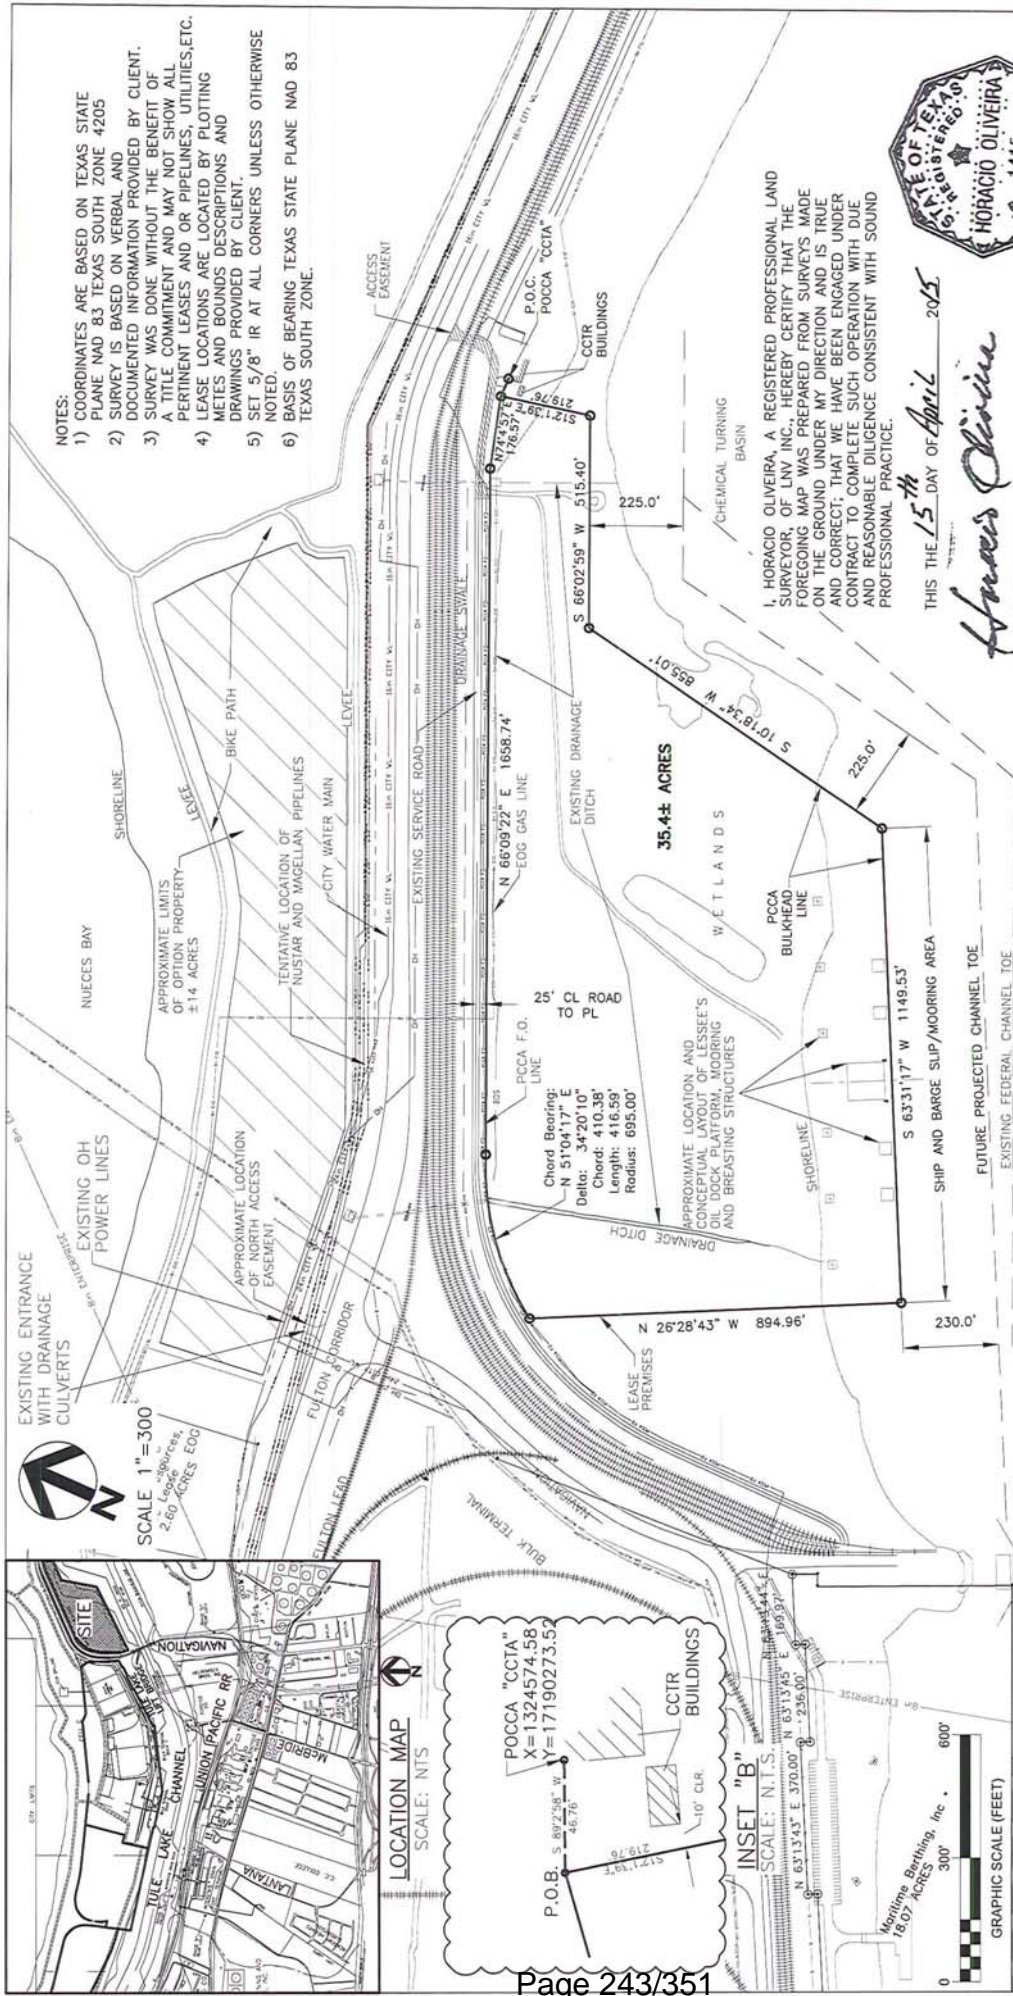 NOTES:
1) COORDINATES ARE BASED ON TEXAS STATE
PLANE NAD 83 TEXAS SOUTH ZONE 4205
2) SURVEY IS BASED ON VERBAL AND
DOCUMENTED INFORMATION PROVIDED BY CLIENT.
3) SURVEY WAS DONE WITHOUT THE BENEFIT OF
A TITLE COMMITMENT AND MAY NOT SHOW ALL
PERTINENT LEASES AND OR PIPELINES, UTILITIES,ETC.
4) LEASE LOCATIONS ARE LOCATED BY PLOTTING
METES AND BOUNDS DESCRIPTIONS AND
DRAWINGS PROVIDED BY CLIENT.
5) SET 5/8" IR AT ALL CORNERS UNLESS OTHERWISE
NOTED.
6) BASIS OF BEARING TEXAS STATE PLANE NAD 83
TEXAS SOUTH ZONE.
NUECES BAY
SHORELINE
LEVEE
BIKE PATH
APPROXIMATE LIMITS
OF OPTION PROPERTY
±14 ACRES
LEVEE
TENTATIVE LOCATION OF
NUSTAR AND MAGELLAN PIPELINES
CITY WATER MAIN
EXISTING SERVICE ROAD
DRAINAGE SWALE
ACCESS
EASEMENT
P.O.C.
POCCA "CCTA"
CCTR
BUILDINGS
N74°4'57"E
176.57'
S12°1'39"E
219.76'
S 66°02'59" W 515.40'
225.0'
CHEMICAL TURNING
BASIN
N 66°09'22" E 1658.74'
EOG GAS LINE
EXISTING DRAINAGE
DITCH
25' CL ROAD
TO PL
PCCA F.O.
LINE
EXISTING ENTRANCE
WITH DRAINAGE
CULVERTS
EXISTING OH
POWER LINES
8in ENTERPRISE
APPROXIMATE LOCATION
OF NORTH ACCESS
EASEMENT
FULTON CORRIDOR
Chord Bearing:
N 51°04'17" E
Delta: 34°20'10"
Chord: 410.38'
Length: 416.59'
Radius: 695.00'
35.4± ACRES
WETLANDS
S 10°18'34" W 855.01'
225.0'
PCCA
BULKHEAD
LINE
APPROXIMATE LOCATION AND
CONCEPTUAL LAYOUT OF LESSEE'S
OIL DOCK PLATFORM, MOORING
AND BREASTING STRUCTURES
DRAINAGE DITCH
SHORELINE
S 63°31'17" W 1149.53'
SHIP AND BARGE SLIP/MOORING AREA
FUTURE PROJECTED CHANNEL TOE
EXISTING FEDERAL CHANNEL TOE
N 26°28'43" W 894.96'
230.0'
LEASE
PREMISES
I, HORACIO OLIVEIRA, A REGISTERED PROFESSIONAL LAND
SURVEYOR, OF LNV INC., HEREBY CERTIFY THAT THE
FOREGOING MAP WAS PREPARED FROM SURVEYS MADE
ON THE GROUND UNDER MY DIRECTION AND IS TRUE
AND CORRECT; THAT WE HAVE BEEN ENGAGED UNDER
CONTRACT TO COMPLETE SUCH OPERATION WITH DUE
AND REASONABLE DILIGENCE CONSISTENT WITH SOUND
PROFESSIONAL PRACTICE.
THIS THE 15th DAY OF April 2015
Horacio Oliveira
STATE OF TEXAS
REGISTERED
HORACIO OLIVEIRA
N
SCALE 1"=300
2.60 ACRES EOG
FULTON LEAD
BULK TERMINAL
NAVIGATION
SITE
NAVIGATION
TULE LAKE
LIFT BRIDGE
TULE LAKE CHANNEL
UNION PACIFIC RR
McBRIDE
LANTANA
LOCATION MAP
SCALE: NTS
N
POCCA "CCTA"
X=1324574.58
Y=17190273.52
P.O.B.
S 89°2'58" W
46.76
S12°1'39"E
219.76
10' CLR.
CCTR
BUILDINGS
INSET "B"
SCALE: N.T.S.
N 63°13'43" E 370.00'
N 63°13'45" E
236.00'
169.97'
8in ENTERPRISE
Maritime Berthing, Inc.
18.07 ACRES
0 300' 600'
GRAPHIC SCALE (FEET)
Page 243/351